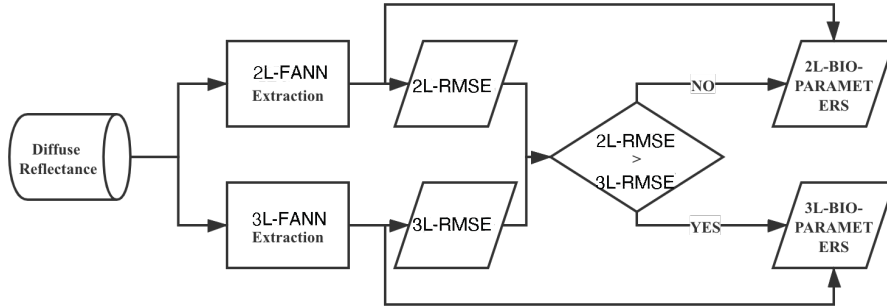 Diffuse
Reflectance
2L-FANN
Extraction
2L-RMSE
3L-FANN
Extraction
3L-RMSE
2L-RMSE
>
3L-RMSE
NO
YES
2L-BIO-
PARAMET
ERS
3L-BIO-
PARAMET
ERS